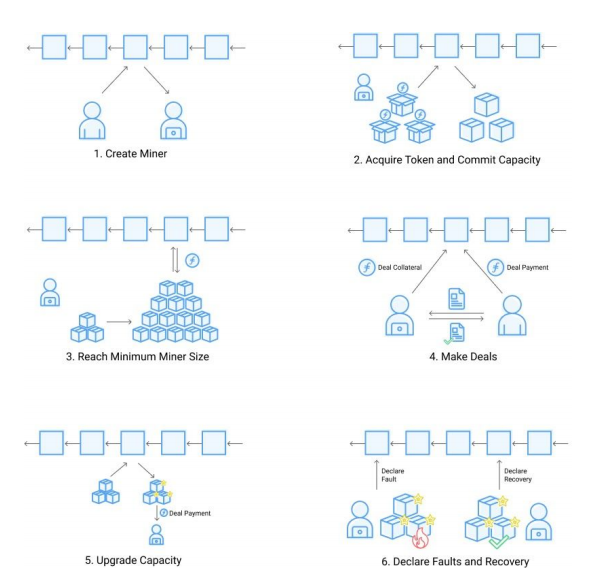 1. Create Miner
2. Acquire Token and Commit Capacity
3. Reach Minimum Miner Size
Deal Collateral
Deal Payment
4. Make Deals
Deal Payment
5. Upgrade Capacity
Declare
Fault
Declare
Recovery
6. Declare Faults and Recovery